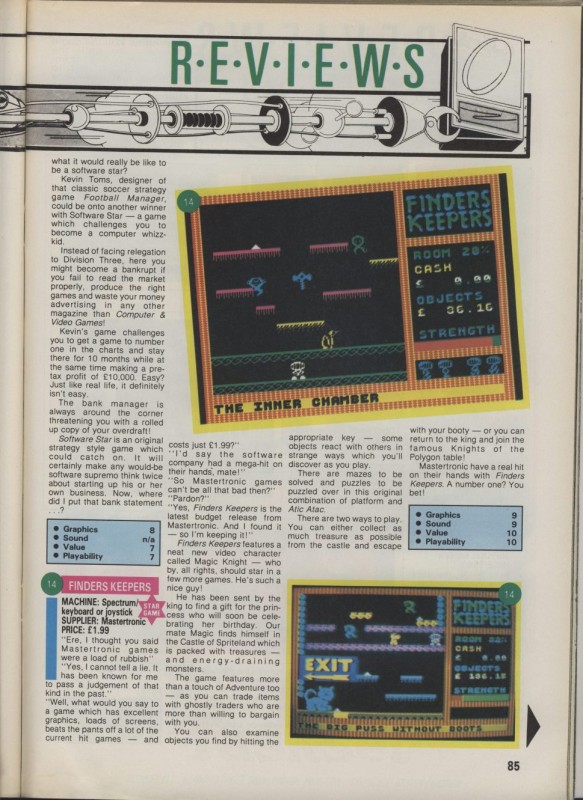 R·E·V·I·E·W·S
what it would really be like to
be a software star?
Kevin Toms, designer of
that classic soccer strategy
game Football Manager,
could be onto another winner
with Software Star — a game
which challenges you to
become a computer whizz-
kid.
Instead of facing relegation
to Division Three, here you
might become a bankrupt if
you fail to read the market
properly, produce the right
games and waste your money
advertising in any other
magazine than Computer &
Video Games!
Kevin's game challenges
you to get a game to number
one in the charts and stay
there for 10 months while at
the same time making a pre-
tax profit of £10,000. Easy?
Just like real life, it definitely
isn't easy.
The bank manager is
always around the corner
threatening you with a rolled
up copy of your overdraft!
Software Star is an original
strategy style game which
could catch on. It will
certainly make any would-be
software supremo think twice
about starting up his or her
own business. Now, where
did I put that bank statement
. . .?
• Graphics 8
• Sound n/a
• Value 7
• Playability 7
14 FINDERS KEEPERS
MACHINE: Spectrum/
keyboard or joystick
SUPPLIER: Mastertronic
PRICE: £1.99
STAR
GAME
"Ere, I thought you said
Mastertronic games
were a load of rubbish"
"Yes, I cannot tell a lie. It
has been known for me
to pass a judgement of that
kind in the past."
"Well, what would you say to
a game which has excellent
graphics, loads of screens,
beats the pants off a lot of the
current hit games — and
14
FINDERS
KEEPERS
ROOM 20%
CASH
£ 0.00
OBJECTS
£ 36.16
STRENGTH
THE INNER CHAMBER
costs just £1.99?"
"I'd say the software
company had a mega-hit on
their hands, mate!"
"So Mastertronic games
can't be all that bad then?"
"Pardon?"
"Yes, Finders Keepers is the
latest budget release from
Mastertronic. And I found it
— so I'm keeping it!"
Finders Keepers features a
neat new video character
called Magic Knight — who
by, all rights, should star in a
few more games. He's such a
nice guy!
He has been sent by the
king to find a gift for the prin-
cess who will soon be cele-
brating her birthday. Our
mate Magic finds himself in
the Castle of Spriteland which
is packed with treasures —
and energy-draining
monsters.
The game features more
than a touch of Adventure too
— as you can trade items
with ghostly traders who are
more than willing to bargain
with you.
You can also examine
objects you find by hitting the
appropriate key — some
objects react with others in
strange ways which you'll
discover as you play.
There are mazes to be
solved and puzzles to be
puzzled over in this original
combination of platform and
Atic Atac.
There are two ways to play.
You can either collect as
much treasure as possible
from the castle and escape
with your booty — or you can
return to the king and join the
famous Knights of the
Polygon table!
Mastertronic have a real hit
on their hands with Finders
Keepers. A number one? You
bet!
• Graphics 9
• Sound 9
• Value 10
• Playability 10
14
FINDERS
KEEPERS
CASH
£ 0.00
OBJECTS
STRENGTH
EXIT
THE BIG PUSS WITHOUT BOOTS
85